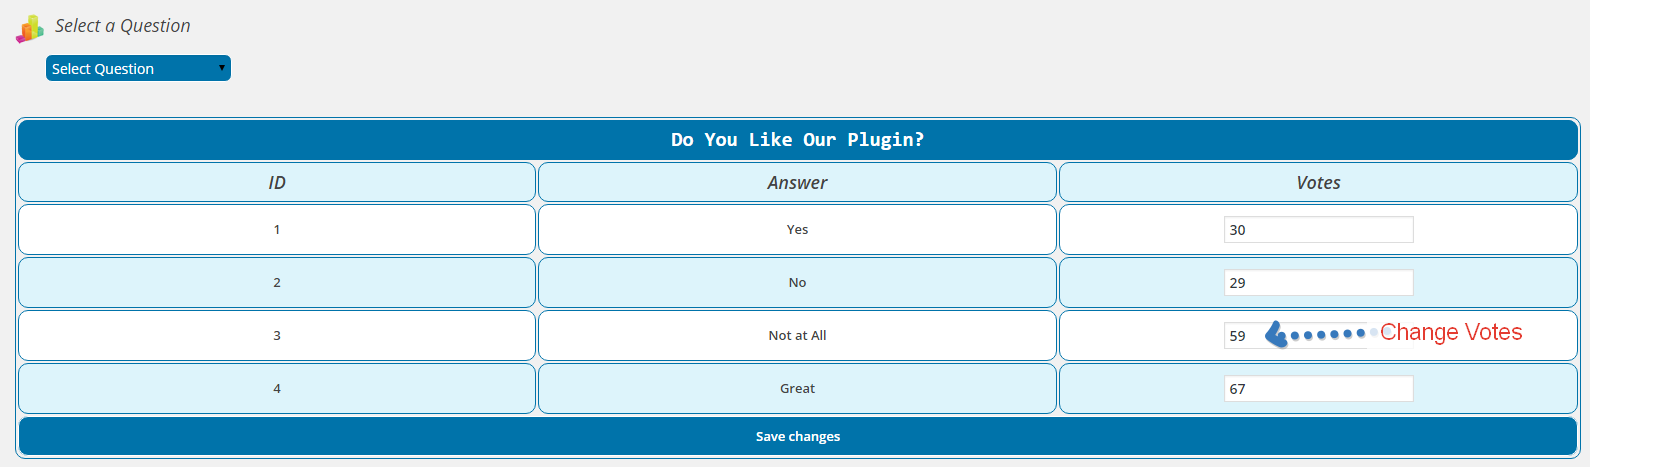 Select a Question
Select Question
Do You Like Our Plugin?
ID Answer Votes
1 Yes 30
2 No 29
3 Not at All 59 Change Votes
4 Great 67
Save changes